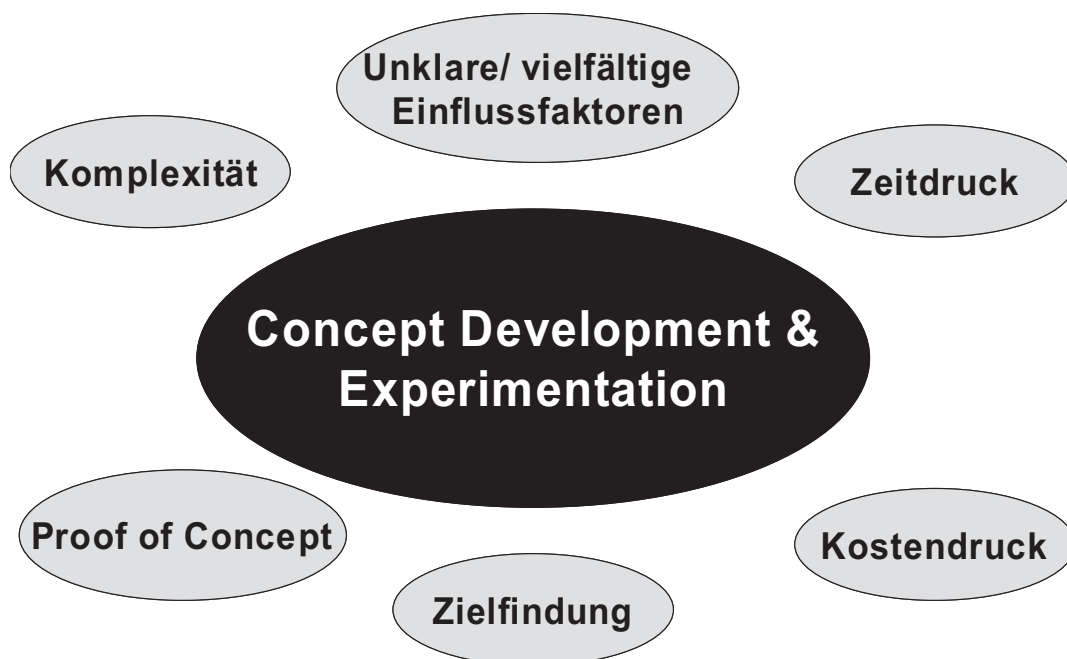 Unklare/ vielfältige
Einflussfaktoren
Komplexität
Zeitdruck
Concept Development &
Experimentation
Proof of Concept
Kostendruck
Zielfindung